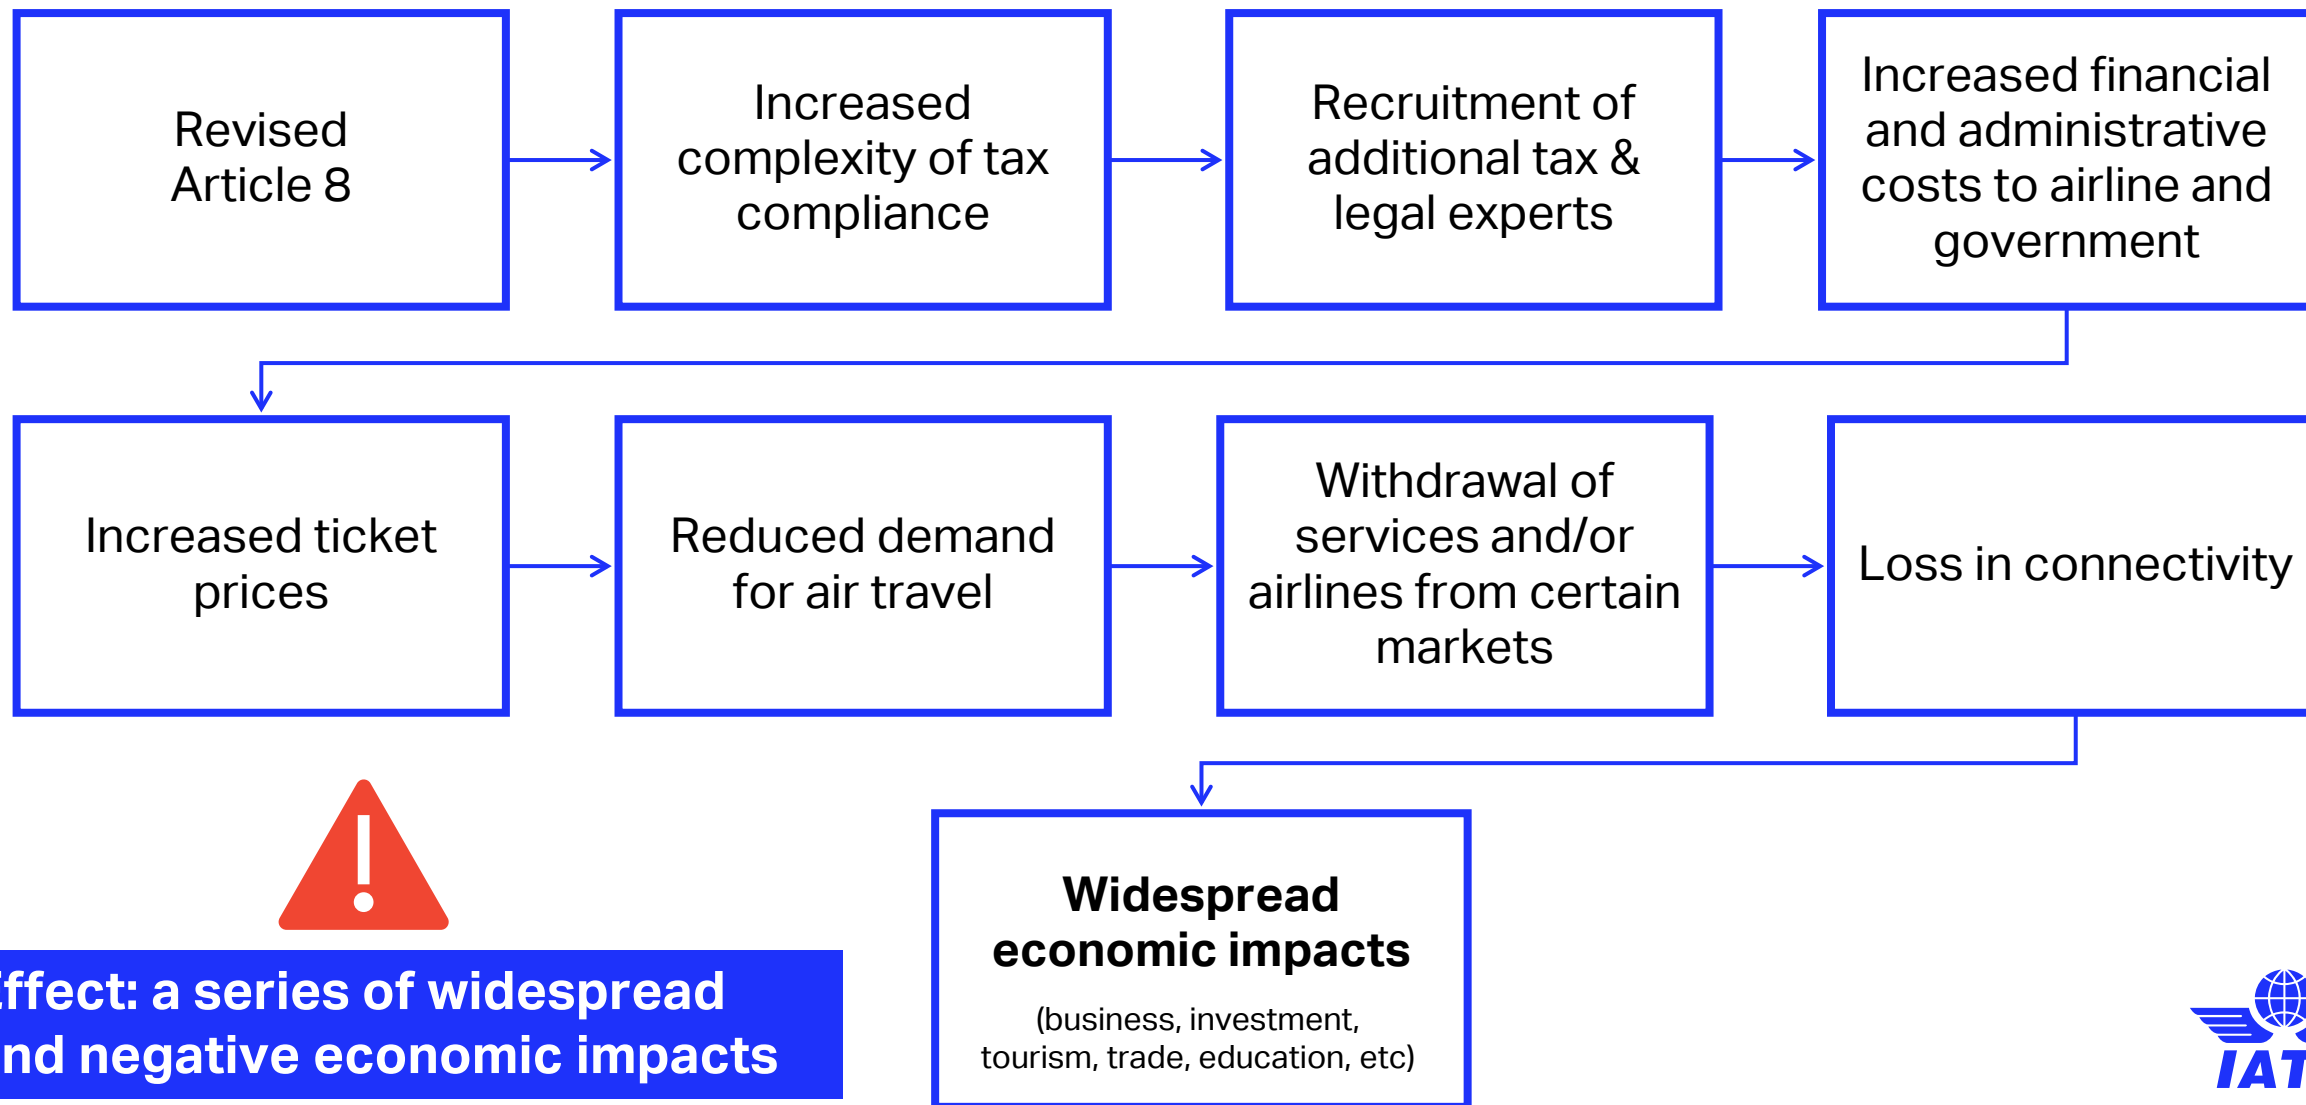 Revised
Article 8
Increased
complexity of tax
compliance
Recruitment of
additional tax &
legal experts
Increased financial
and administrative
costs to airline and
government
Increased ticket
prices
Reduced demand
for air travel
Withdrawal of
services and/or
airlines from certain
markets
Loss in connectivity
Widespread
economic impacts
(business, investment,
tourism, trade, education, etc)
ffect: a series of widespread
nd negative economic impacts
IAT